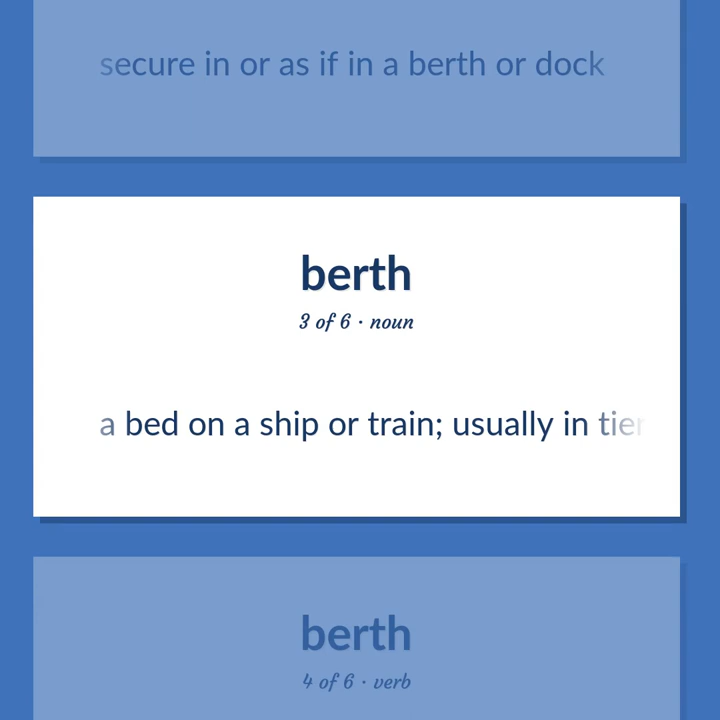 secure in or as if in a berth or dock
berth
3 of 6 · noun
a bed on a ship or train; usually in tier
berth
4 of 6 · verb